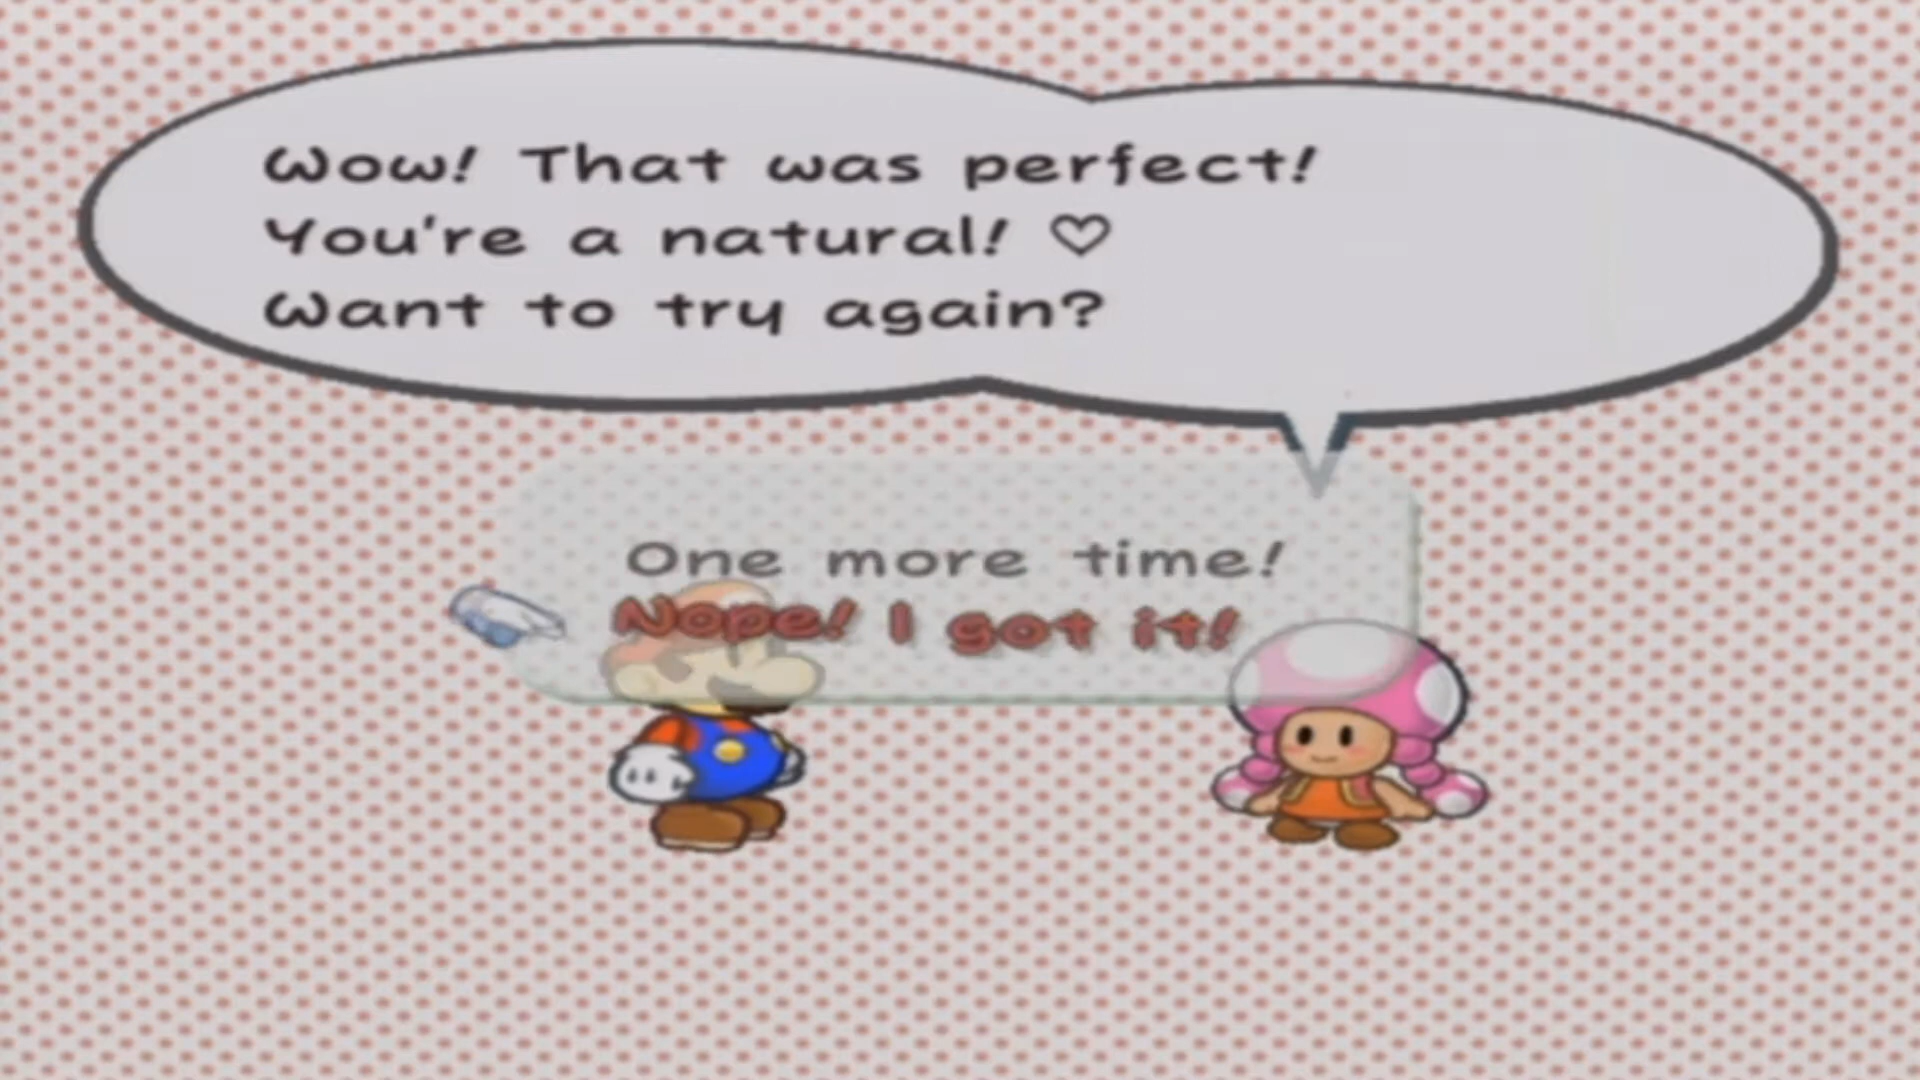 Wow! That was perfect!
You're a natural! ♡
Want to try again?
One more time!
Nope! I got it!